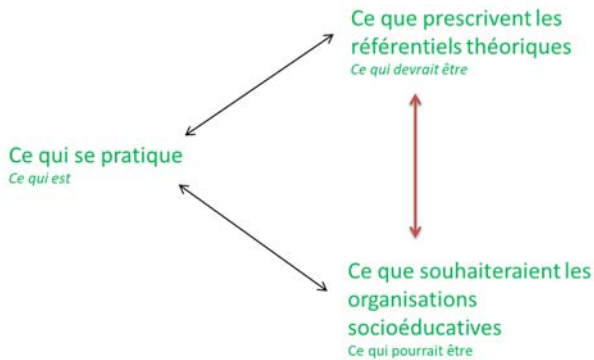 Ce que prescrivent les
référentiels théoriques
Ce qui devrait être
Ce qui se pratique
Ce qui est
Ce que souhaiteraient les
organisations
socioéducatives
Ce qui pourrait être